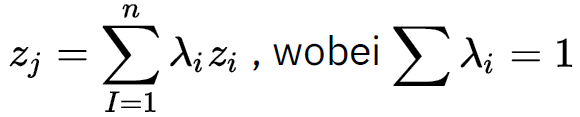 $z_j = \sum_{I=1}^{n} \lambda_i z_i$ , wobei $\sum \lambda_i = 1$